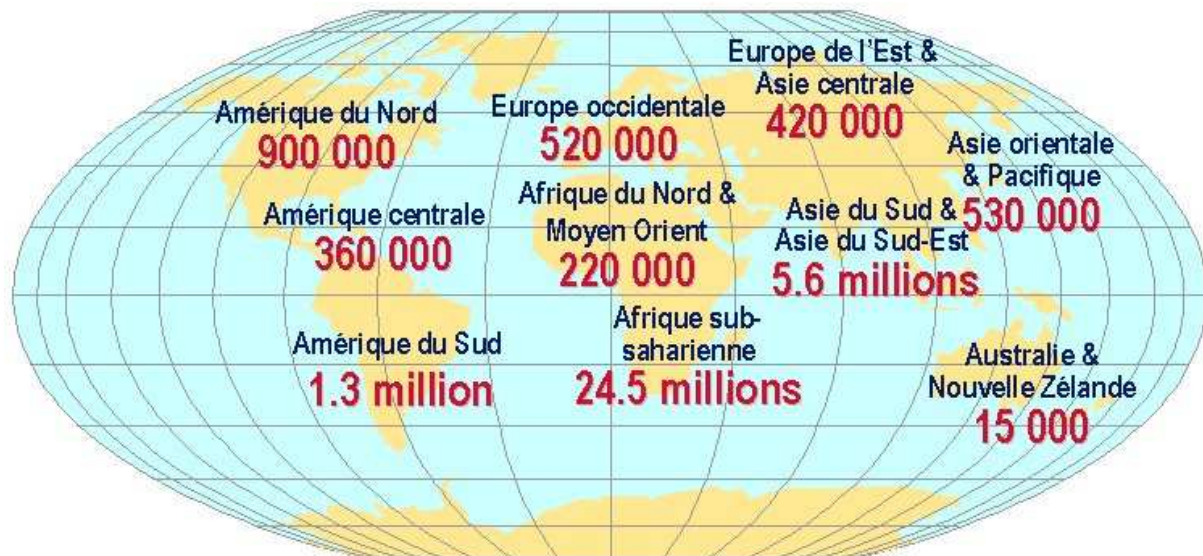 Amérique du Nord
900 000
Europe occidentale
520 000
Europe de l'Est &
Asie centrale
420 000
Asie orientale
& Pacifique
530 000
Amérique centrale
360 000
Afrique du Nord &
Moyen Orient
220 000
Asie du Sud &
Asie du Sud-Est
5.6 millions
Amérique du Sud
1.3 million
Afrique sub-
saharienne
24.5 millions
Australie &
Nouvelle Zélande
15 000